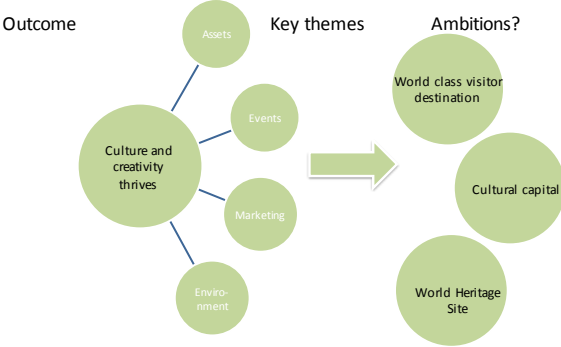 Outcome
Key themes
Ambitions?
Assets
Events
Marketing
Enviro-
nment
Culture and
creativity
thrives
World class visitor
destination
Cultural capital
World Heritage
Site